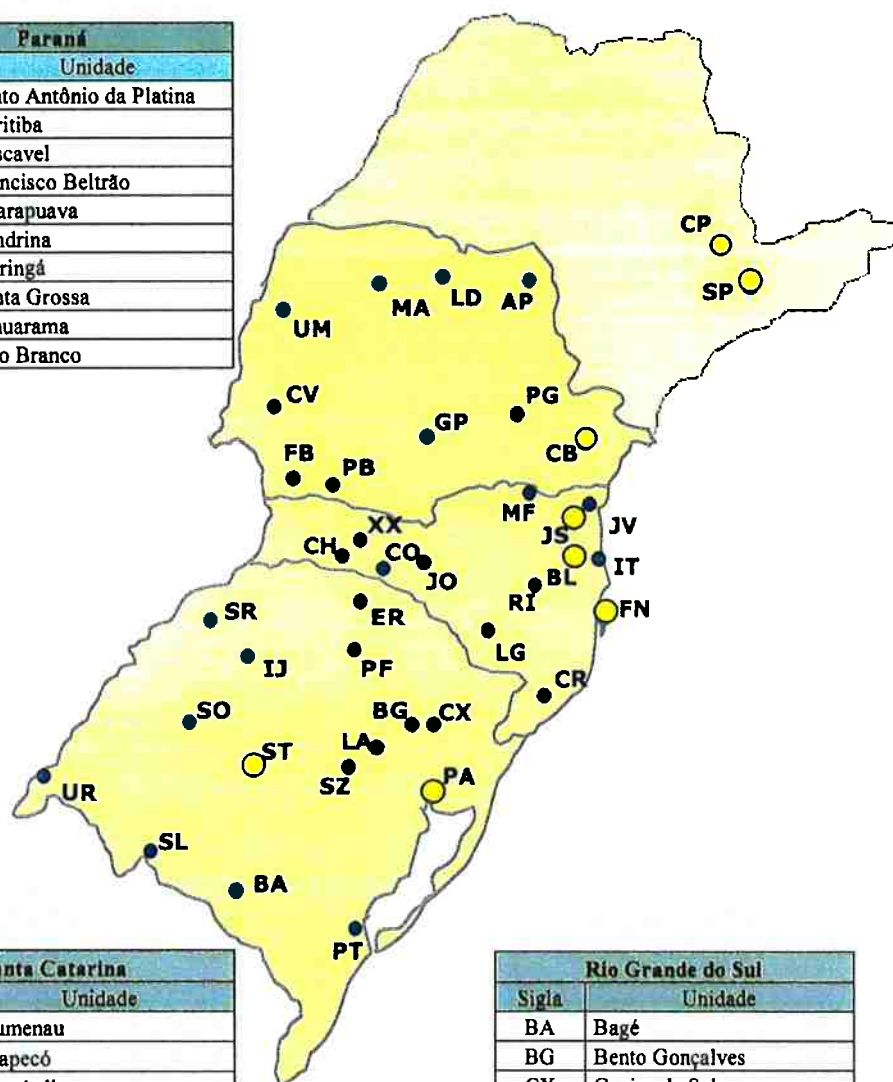 Paraná
Unidade
nto Antônio da Platina
ritiba
scavel
ncisco Beltrão
arapuava
ndrina
ringá
nta Grossa
uarama
o Branco
CP
SP
MA
LD
AP
UM
CV
PG
GP
CB
FB
PB
MF
JV
JS
XX
CH
CO
JO
BL
IT
RI
FN
ER
SR
LG
IJ
PF
CR
SO
BG
CX
LA
ST
SZ
PA
UR
SL
BA
PT
nta Catarina
Unidade
umenau
apecó
Rio Grande do Sul
Sigla Unidade
BA Bagé
BG Bento Gonçalves